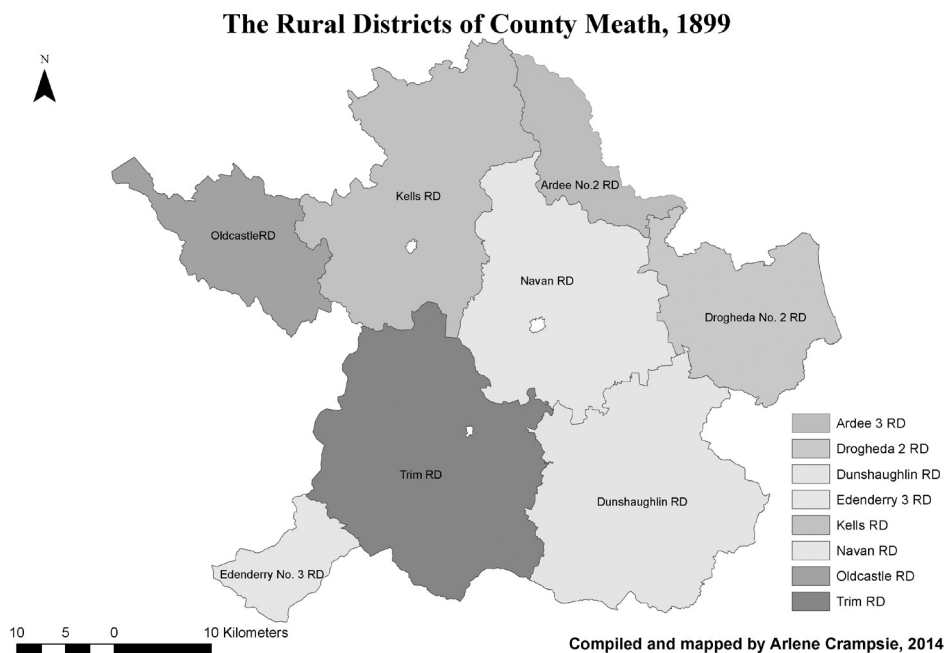 The Rural Districts of County Meath, 1899
N
Ardee No.2 RD
Kells RD
OldcastleRD
Navan RD
Drogheda No. 2 RD
Trim RD
Dunshaughlin RD
Edenderry No. 3 RD
Ardee 3 RD
Drogheda 2 RD
Dunshaughlin RD
Edenderry 3 RD
Kells RD
Navan RD
Oldcastle RD
Trim RD
10 5 0 10 Kilometers
Compiled and mapped by Arlene Crampsie, 2014